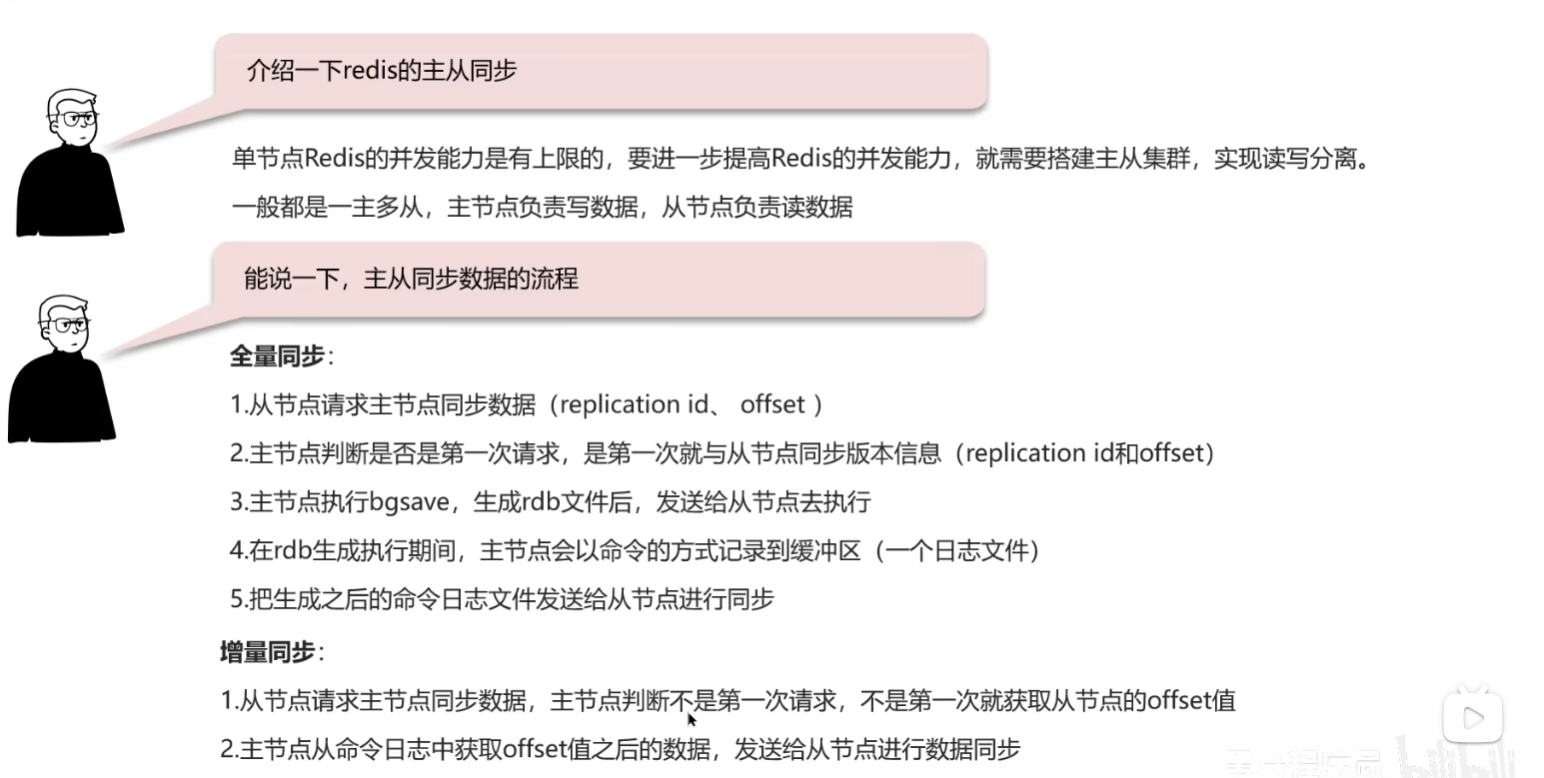 介绍一下redis的主从同步
单节点Redis的并发能力是有上限的，要进一步提高Redis的并发能力，就需要搭建主从集群，实现读写分离。
一般都是一主多从，主节点负责写数据，从节点负责读数据
能说一下，主从同步数据的流程
全量同步：
1.从节点请求主节点同步数据（replication id、 offset ）
2.主节点判断是否是第一次请求，是第一次就与从节点同步版本信息（replication id和offset）
3.主节点执行bgsave，生成rdb文件后，发送给从节点去执行
4.在rdb生成执行期间，主节点会以命令的方式记录到缓冲区（一个日志文件）
5.把生成之后的命令日志文件发送给从节点进行同步
增量同步：
1.从节点请求主节点同步数据，主节点判断不是第一次请求，不是第一次就获取从节点的offset值
2.主节点从命令日志中获取offset值之后的数据，发送给从节点进行数据同步
bilibili